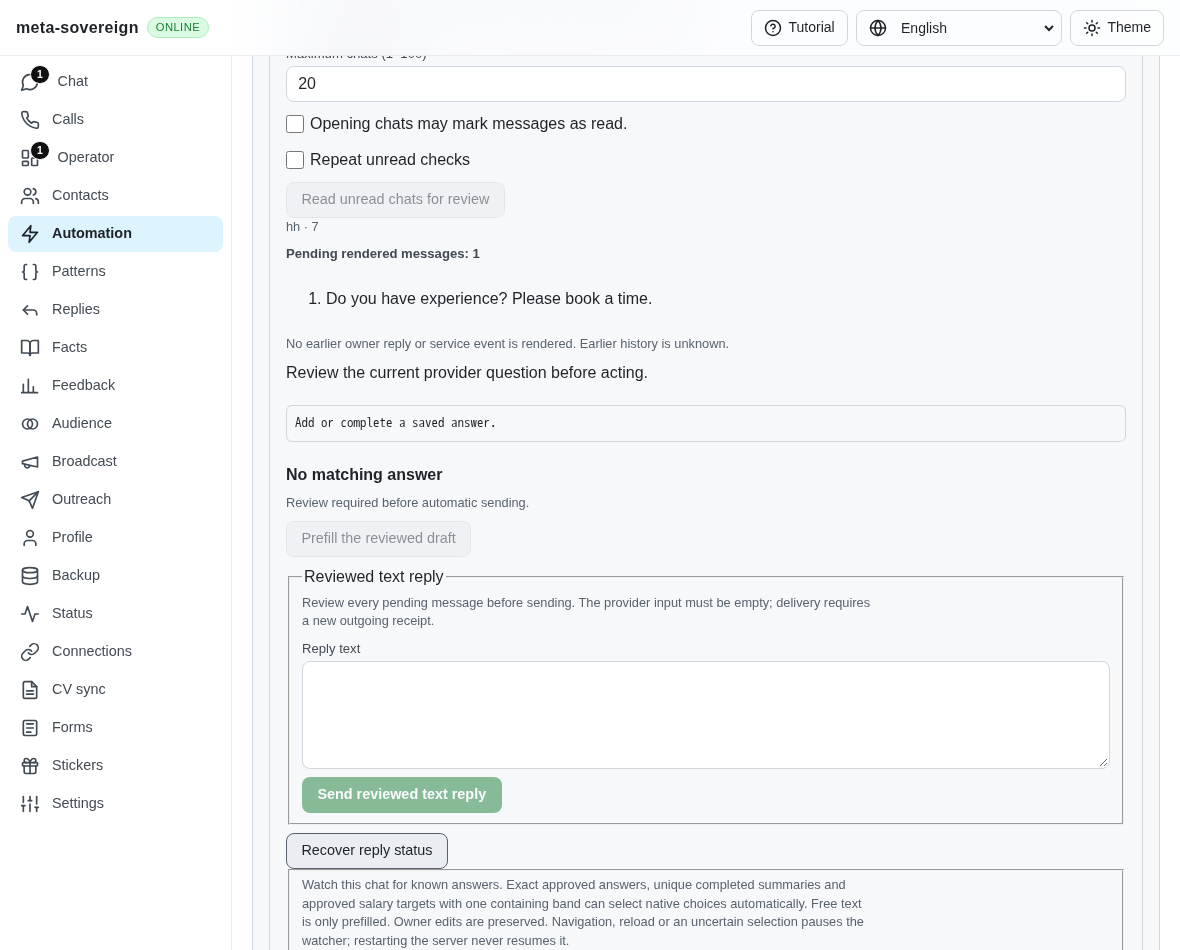 meta-sovereign ONLINE Tutorial English Theme
1 Chat
Calls
1 Operator
Contacts
Automation
Patterns
Replies
Facts
Feedback
Audience
Broadcast
Outreach
Profile
Backup
Status
Connections
CV sync
Forms
Stickers
Settings
Maximum chats (1–100)
20
Opening chats may mark messages as read.
Repeat unread checks
Read unread chats for review
hh · 7
Pending rendered messages: 1
1. Do you have experience? Please book a time.
No earlier owner reply or service event is rendered. Earlier history is unknown.
Review the current provider question before acting.
Add or complete a saved answer.
No matching answer
Review required before automatic sending.
Prefill the reviewed draft
Reviewed text reply
Review every pending message before sending. The provider input must be empty; delivery requires
a new outgoing receipt.
Reply text
Send reviewed text reply
Recover reply status
Watch this chat for known answers. Exact approved answers, unique completed summaries and
approved salary targets with one containing band can select native choices automatically. Free text
is only prefilled. Owner edits are preserved. Navigation, reload or an uncertain selection pauses the
watcher; restarting the server never resumes it.